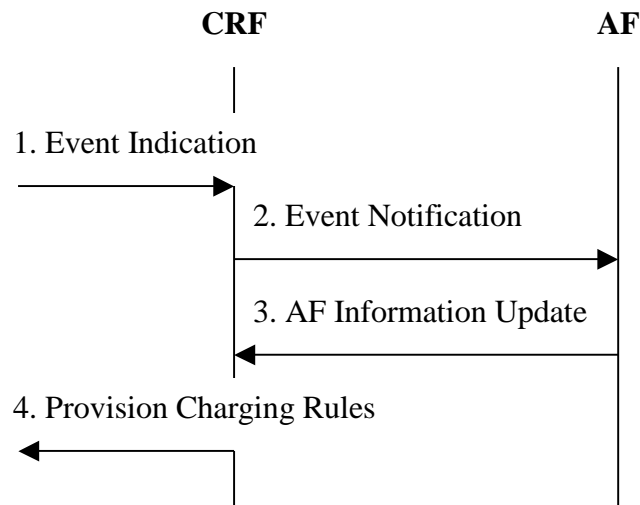 CRF AF
1. Event Indication
2. Event Notification
3. AF Information Update
4. Provision Charging Rules